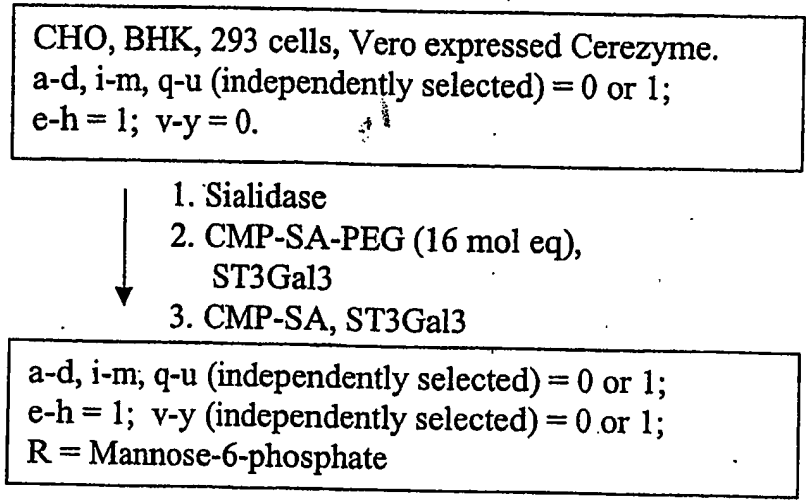 CHO, BHK, 293 cells, Vero expressed Cerezyme.
a-d, i-m, q-u (independently selected) = 0 or 1;
e-h = 1; v-y = 0.
1. Sialidase
2. CMP-SA-PEG (16 mol eq),
ST3Gal3
3. CMP-SA, ST3Gal3
a-d, i-m, q-u (independently selected) = 0 or 1;
e-h = 1; v-y (independently selected) = 0 or 1;
R = Mannose-6-phosphate